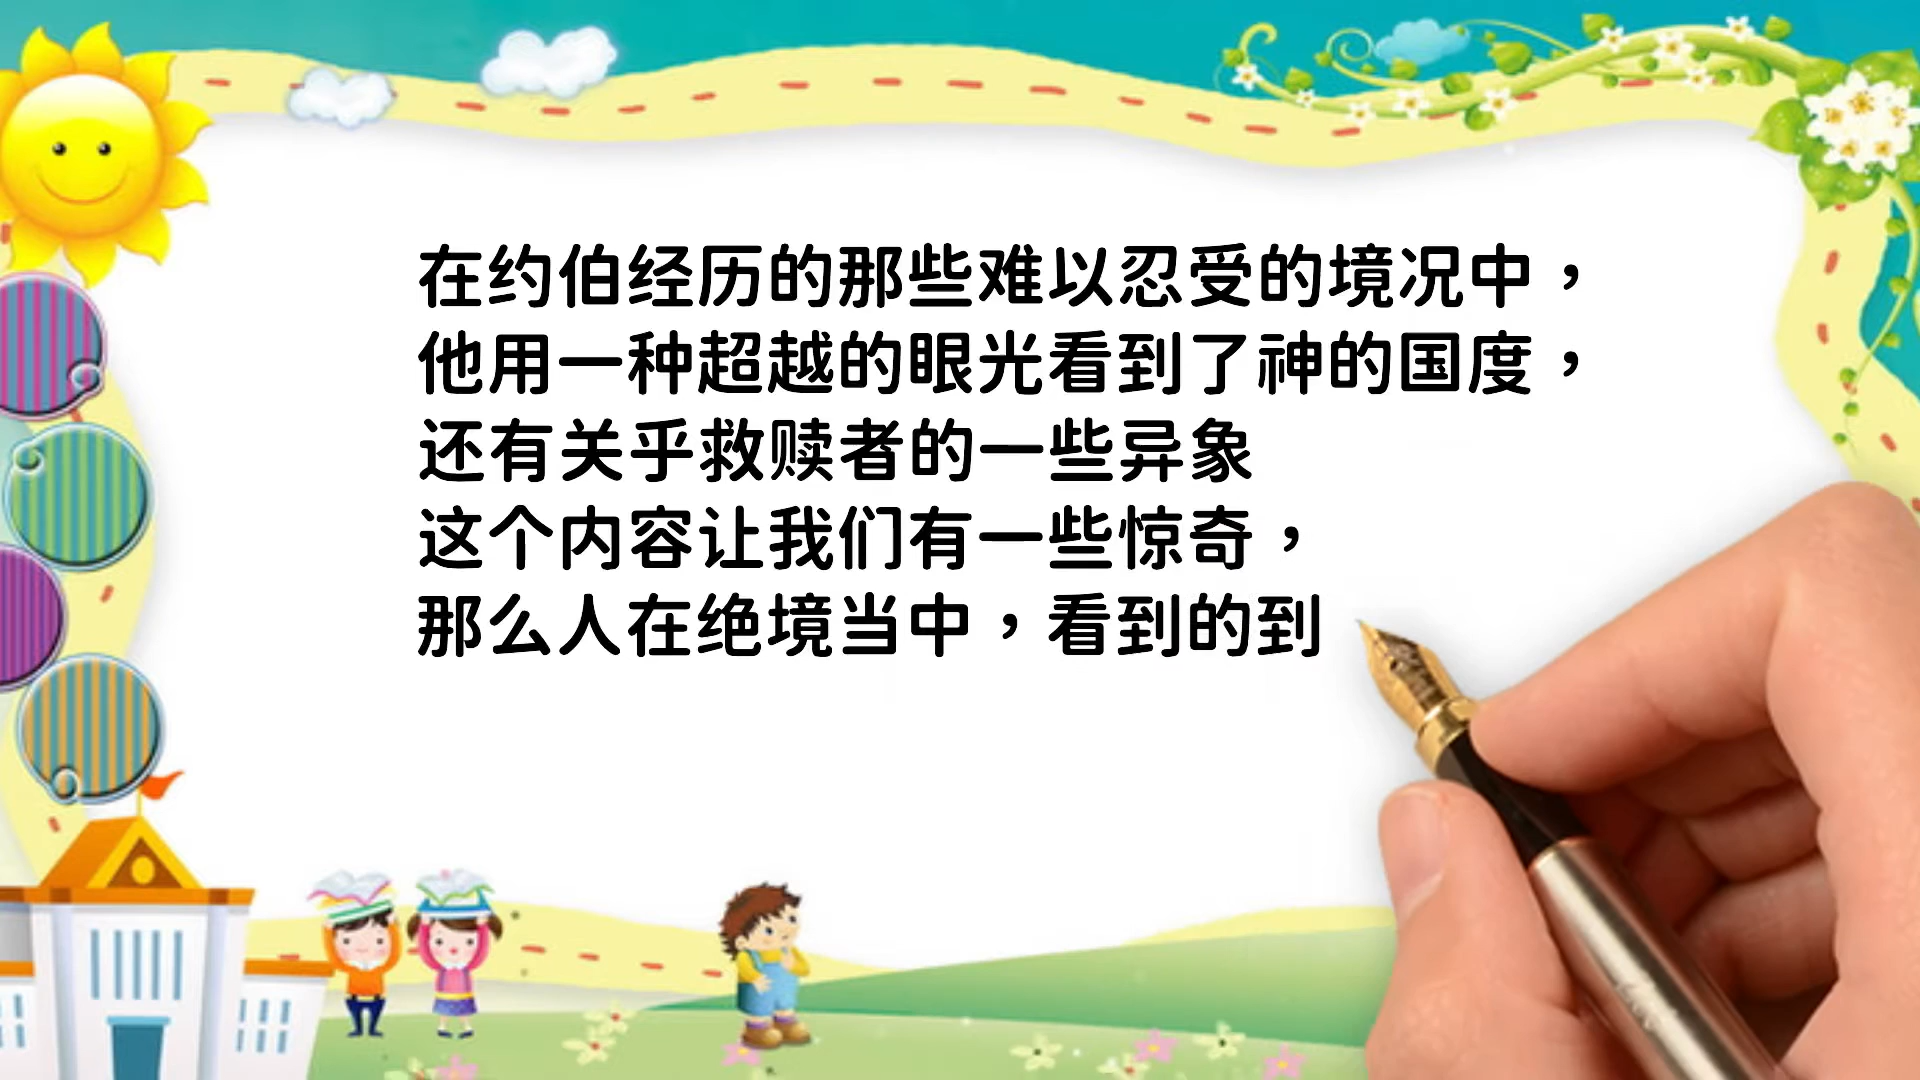 在约伯经历的那些难以忍受的境况中，
他用一种超越的眼光看到了神的国度，
还有关乎救赎者的一些异象
这个内容让我们有一些惊奇，
那么人在绝境当中，看到的到